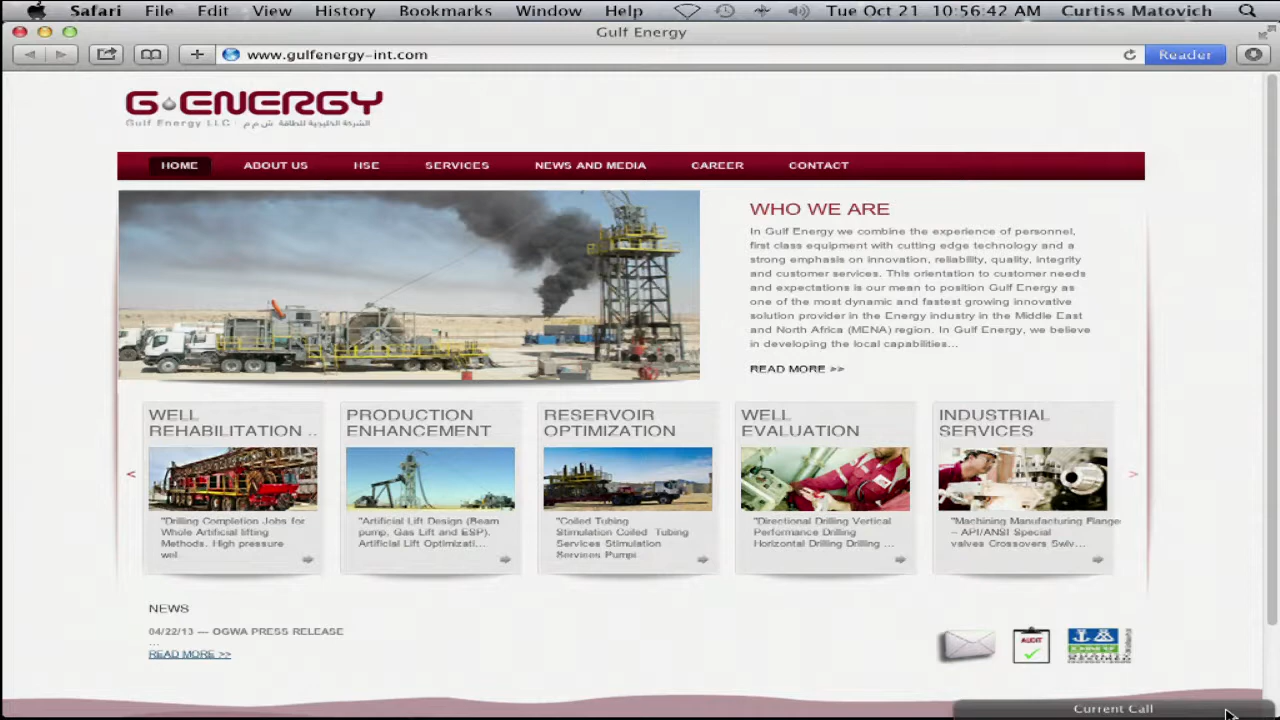 Safari File Edit View History Bookmarks Window Help Tue Oct 21 10:56:42 AM Curtiss Matovich
Gulf Energy
www.gulfenergy-int.com
Reader
G ENERGY
Gulf Energy LLC الشركة الخليجية للطاقة ش م م
HOME ABOUT US HSE SERVICES NEWS AND MEDIA CAREER CONTACT
WHO WE ARE
In Gulf Energy we combine the experience of personnel,
first class equipment with cutting edge technology and a
strong emphasis on innovation, reliability, quality, integrity
and customer services. This orientation to customer needs
and expectations is our mean to position Gulf Energy as
one of the most dynamic and fastest growing innovative
solution provider in the Energy industry in the Middle East
and North Africa (MENA) region. In Gulf Energy, we believe
in developing the local capabilities...
READ MORE >>
WELL
REHABILITATION ..
"Drilling Completion Jobs for
Whole Artificial lifting
Methods. High pressure
wel.
PRODUCTION
ENHANCEMENT
"Artificial Lift Design (Beam
pump, Gas Lift and ESP).
Artificial Lift Optimizati...
RESERVOIR
OPTIMIZATION
"Coiled Tubing
Stimulation Coiled Tubing
Services Stimulation
Services Pumpi
WELL
EVALUATION
"Directional Drilling Vertical
Performance Drilling
Horizontal Drilling Drilling ...
INDUSTRIAL
SERVICES
"Machining Manufacturing Flange
– API/ANSI Special
valves Crossovers Swiv...
< >
NEWS
04/22/13 — OGWA PRESS RELEASE
...
READ MORE >>
AUDIT
Current Call